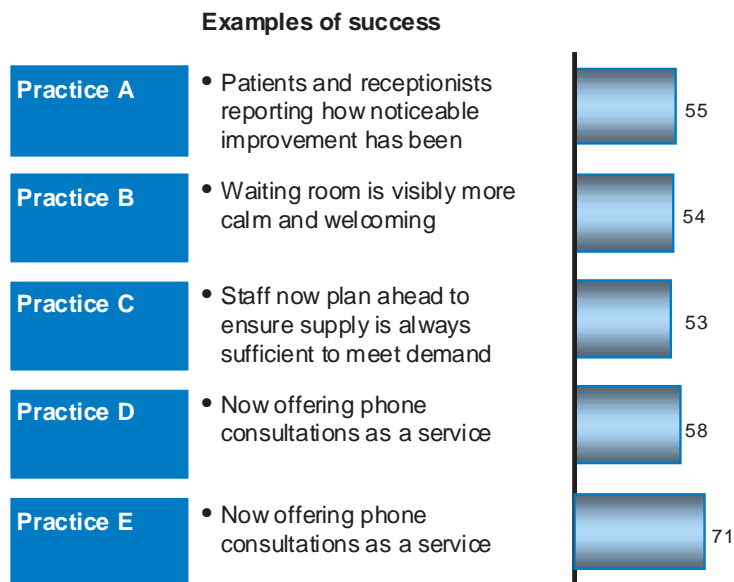 Examples of success
Practice A
• Patients and receptionists
reporting how noticeable
improvement has been
55
Practice B
• Waiting room is visibly more
calm and welcoming
54
Practice C
• Staff now plan ahead to
ensure supply is always
sufficient to meet demand
53
Practice D
• Now offering phone
consultations as a service
58
Practice E
• Now offering phone
consultations as a service
71